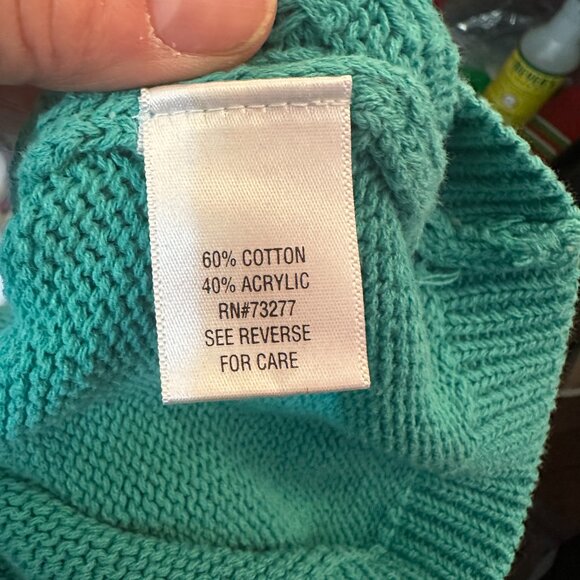 60% COTTON
40% ACRYLIC
RN#73277
SEE REVERSE
FOR CARE